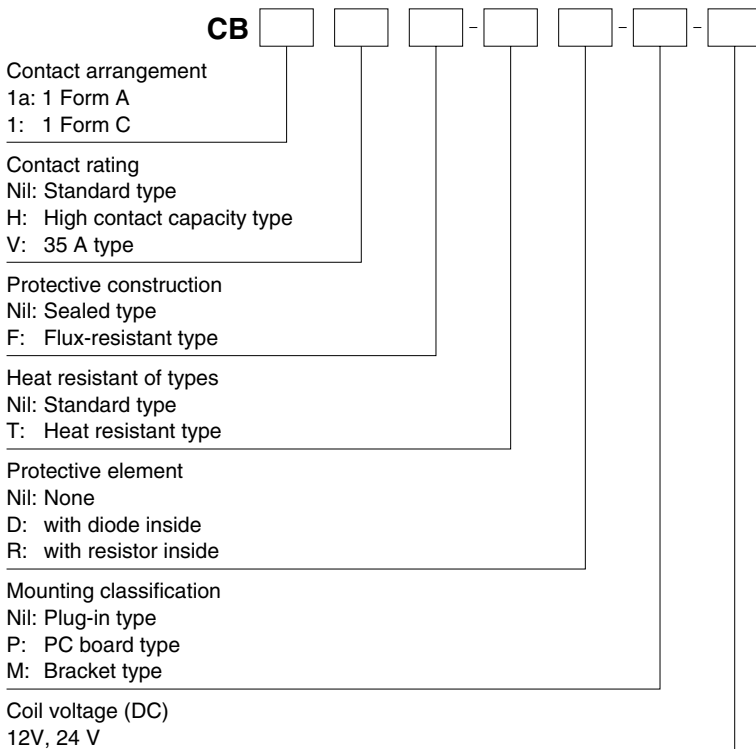 CB - - -
Contact arrangement
1a: 1 Form A
1: 1 Form C
Contact rating
Nil: Standard type
H: High contact capacity type
V: 35 A type
Protective construction
Nil: Sealed type
F: Flux-resistant type
Heat resistant of types
Nil: Standard type
T: Heat resistant type
Protective element
Nil: None
D: with diode inside
R: with resistor inside
Mounting classification
Nil: Plug-in type
P: PC board type
M: Bracket type
Coil voltage (DC)
12V, 24 V